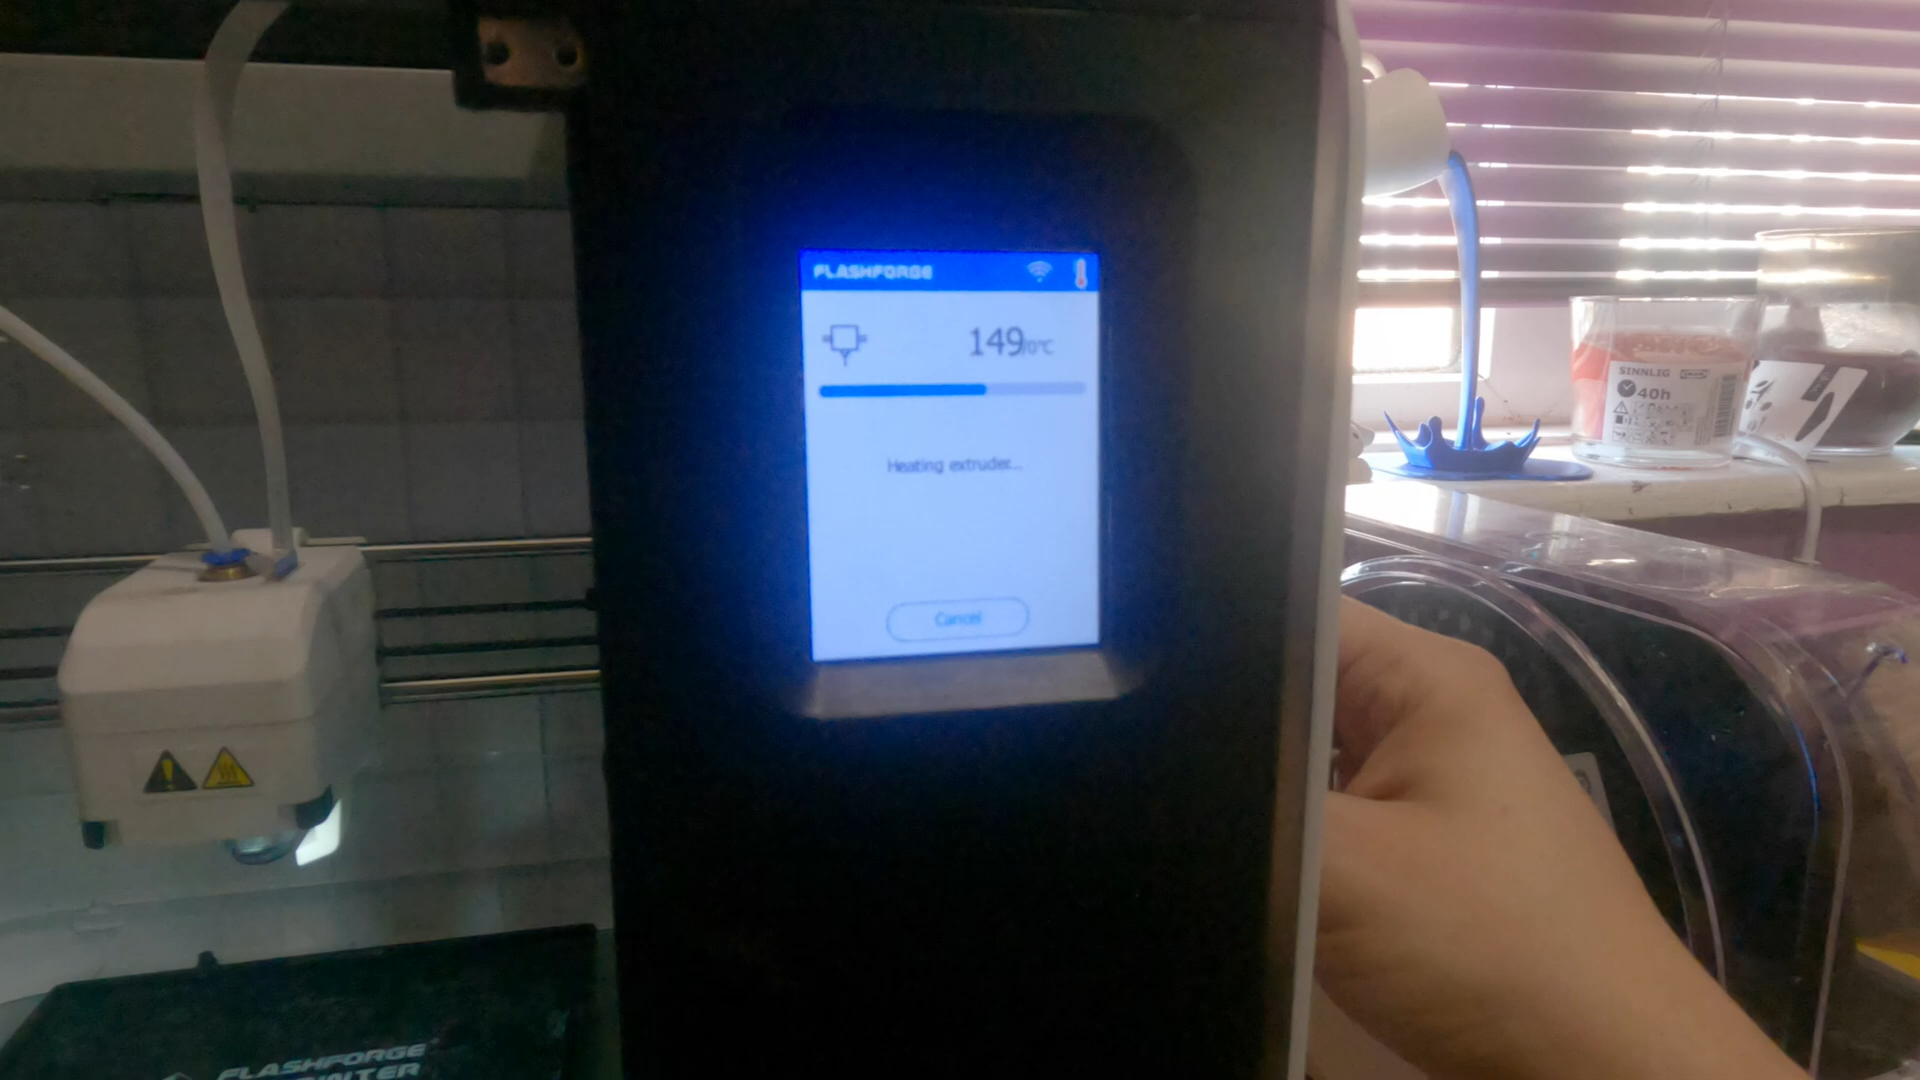 FLASHFORGE
149/0℃
Heating extruder...
Cancel
SINNLIG
40h
FLASHFORGE